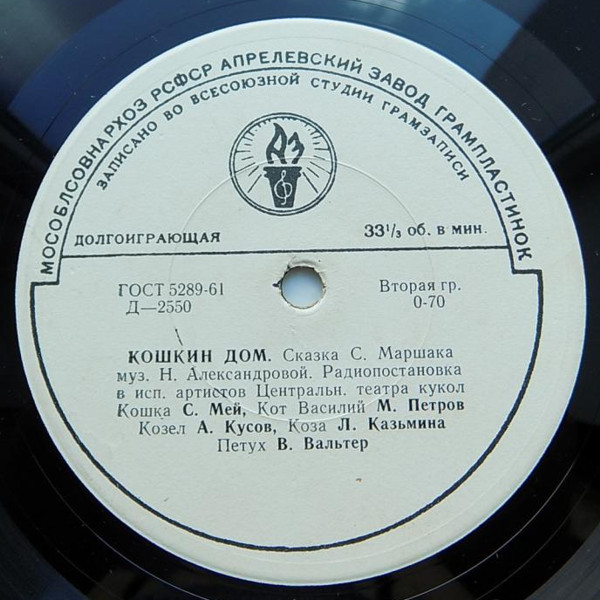 МОСОБЛСОВНАРХОЗ РСФСР АПРЕЛЕВСКИЙ ЗАВОД ГРАМПЛАСТИНОК
ЗАПИСАНО ВО ВСЕСОЮЗНОЙ СТУДИИ ГРАМЗАПИСИ
АЗ
ДОЛГОИГРАЮЩАЯ 33⅓ об. в мин.
ГОСТ 5289-61 Вторая гр.
Д—2550 0-70
КОШКИН ДОМ. Сказка С. Маршака
муз. Н. Александровой. Радиопостановка
в исп. артистов Центральн. театра кукол
Кошка С. Мей, Кот Василий М. Петров
Козел А. Кусов, Коза Л. Казьмина
Петух В. Вальтер